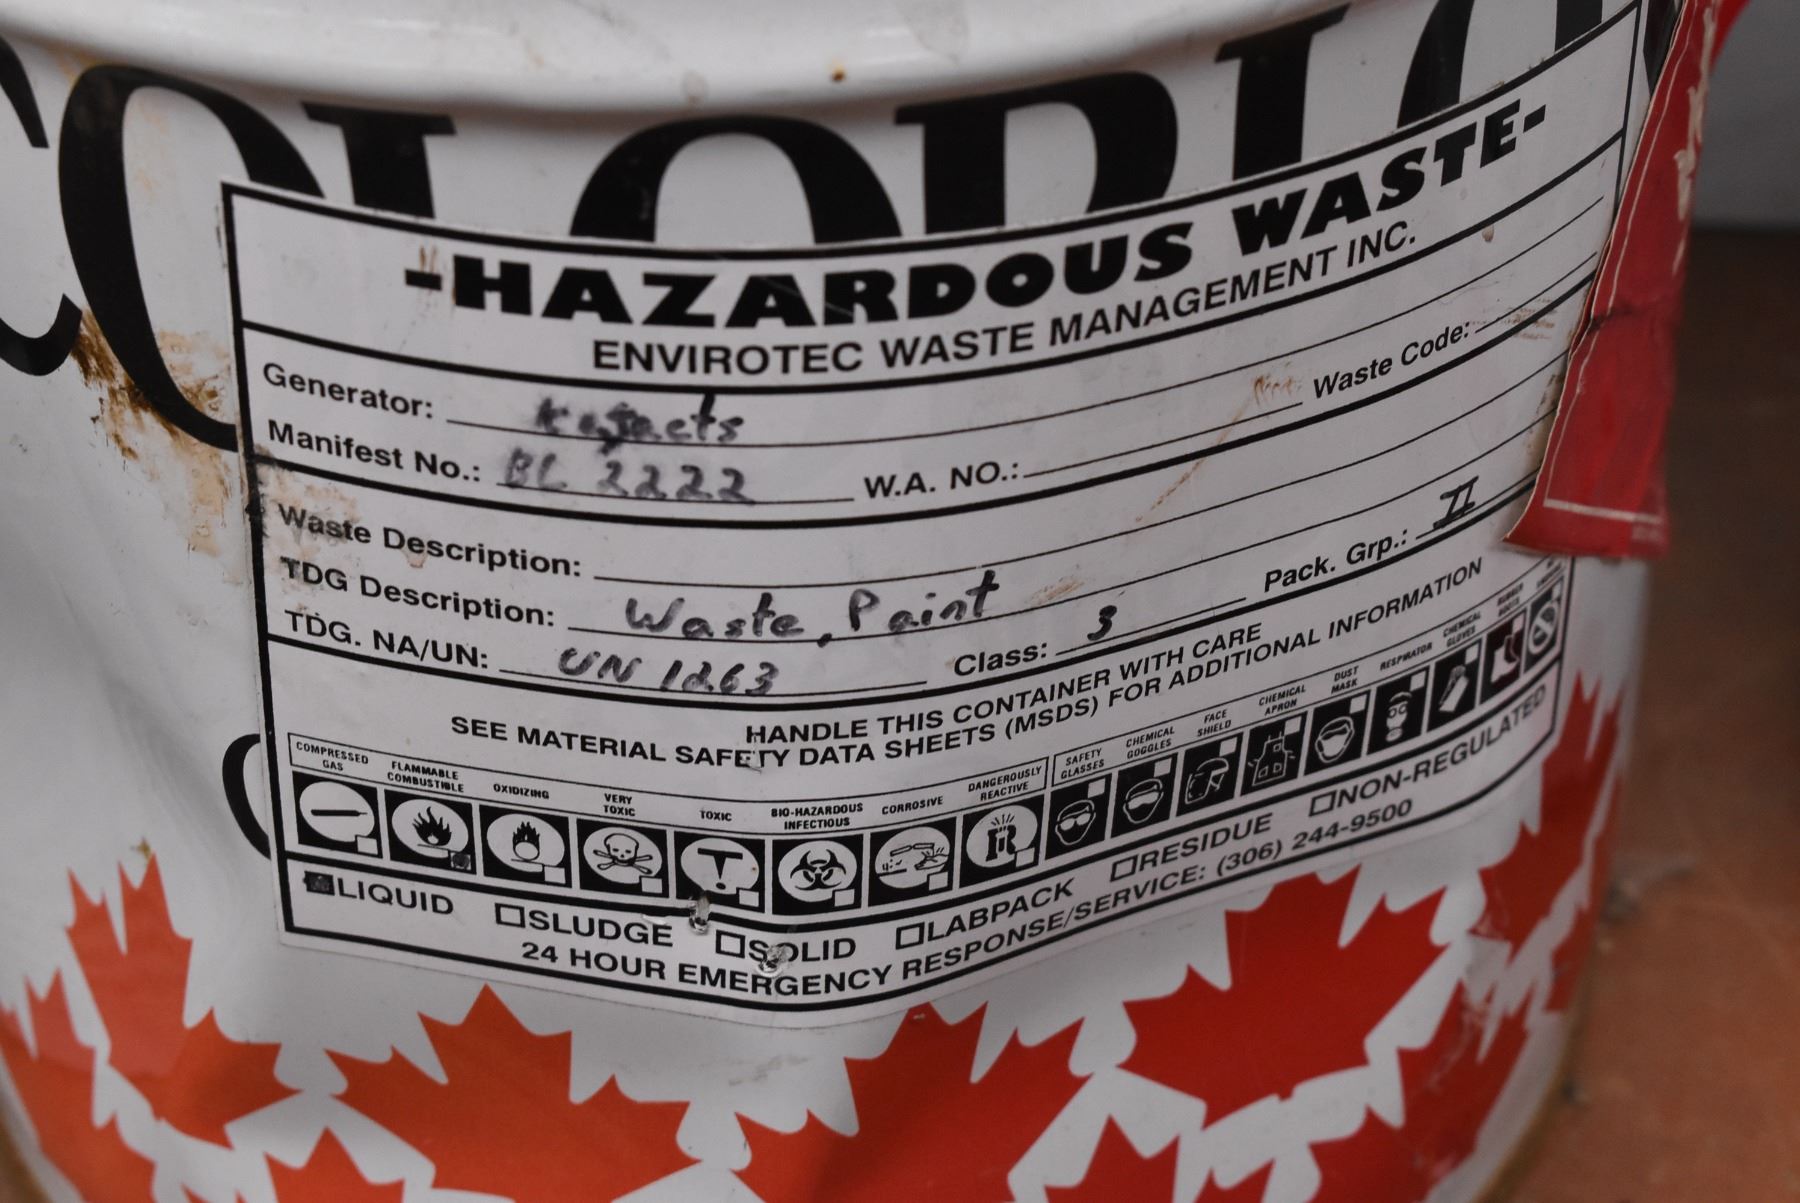 COLOR
-HAZARDOUS WASTE-
ENVIROTEC WASTE MANAGEMENT INC.
Generator:
Manifest No.: BL 2222 W.A. NO.: Waste Code:
Waste Description:
TDG Description: Waste, Paint
TDG. NA/UN: UN 1263 Class: 3 Pack. Grp.: II
HANDLE THIS CONTAINER WITH CARE
SEE MATERIAL SAFETY DATA SHEETS (MSDS) FOR ADDITIONAL INFORMATION
COMPRESSED GAS FLAMMABLE COMBUSTIBLE OXIDIZING VERY TOXIC TOXIC BIO-HAZARDOUS INFECTIOUS CORROSIVE DANGEROUSLY REACTIVE SAFETY GLASSES CHEMICAL GOGGLES FACE SHIELD CHEMICAL APRON DUST MASK RESPIRATOR CHEMICAL GLOVES RUBBER BOOTS
R
LIQUID SLUDGE SOLID LABPACK RESIDUE NON-REGULATED
24 HOUR EMERGENCY RESPONSE/SERVICE: (306) 244-9500